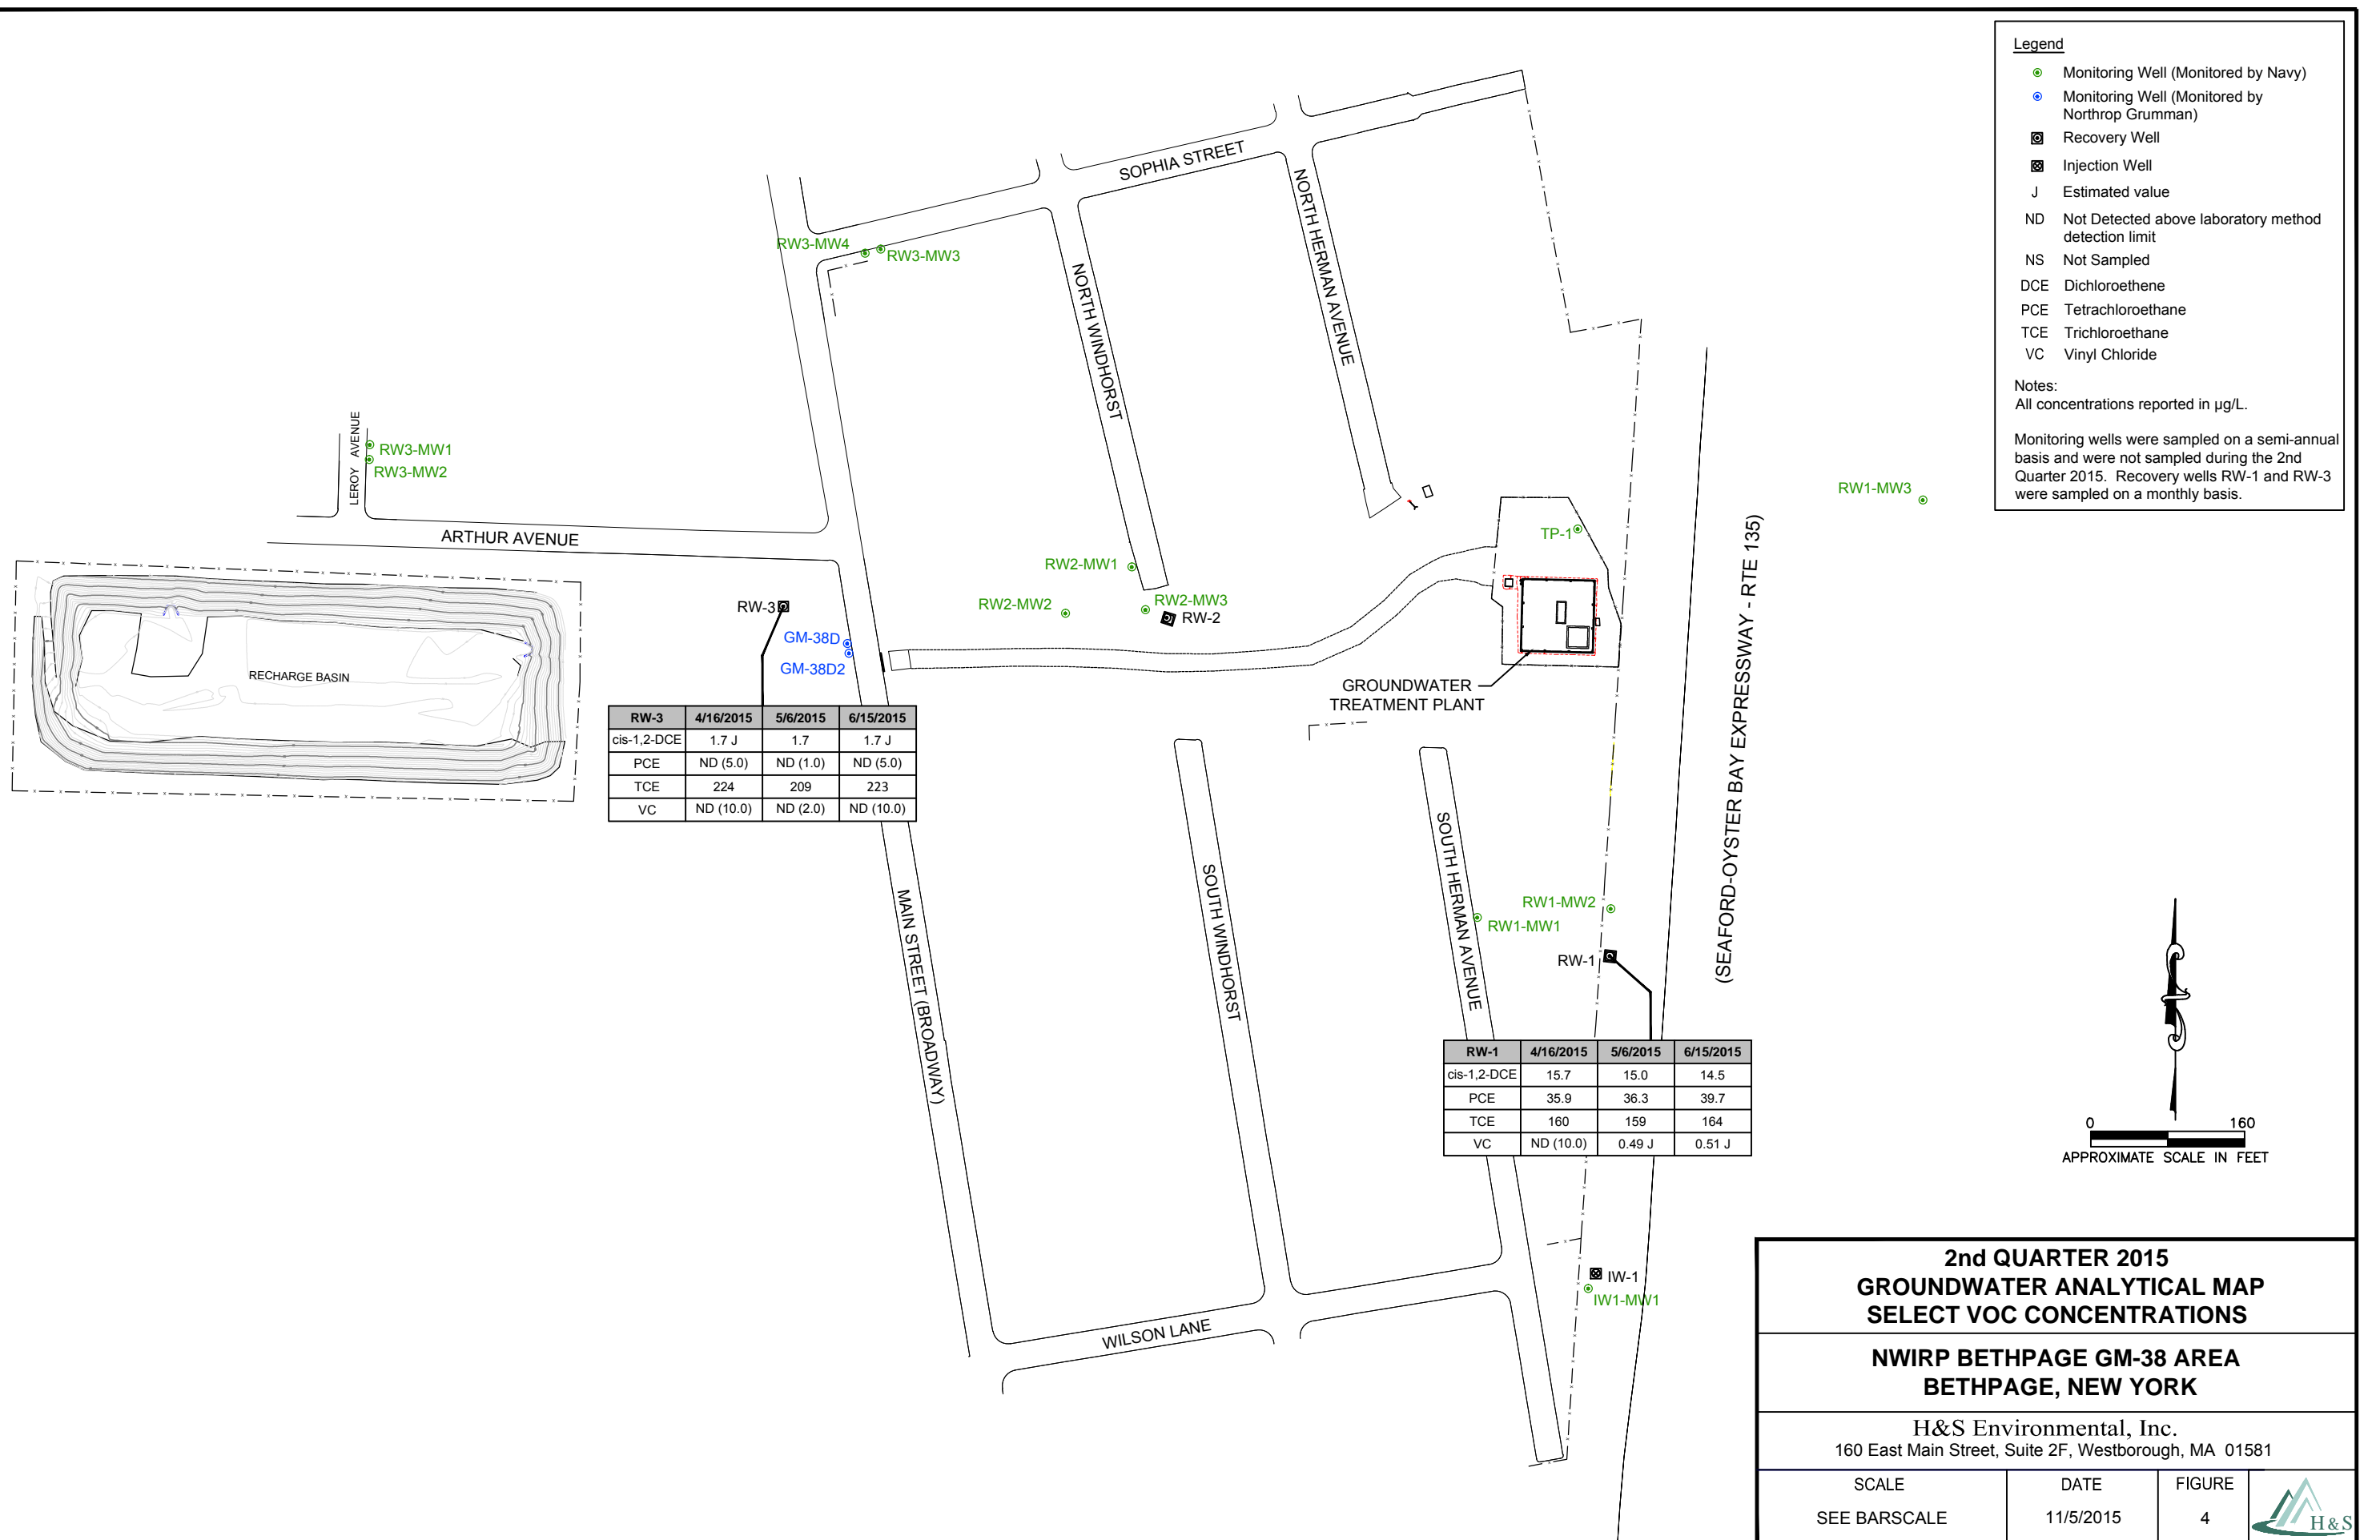 Legend
Monitoring Well (Monitored by Navy)
Monitoring Well (Monitored by
Northrop Grumman)
Recovery Well
Injection Well
J Estimated value
ND Not Detected above laboratory method
detection limit
NS Not Sampled
DCE Dichloroethene
PCE Tetrachloroethane
TCE Trichloroethane
VC Vinyl Chloride
Notes:
All concentrations reported in µg/L.
Monitoring wells were sampled on a semi-annual
basis and were not sampled during the 2nd
Quarter 2015. Recovery wells RW-1 and RW-3
were sampled on a monthly basis.
SOPHIA STREET
NORTH HERMAN AVENUE
NORTH WINDHORST
RW3-MW4
RW3-MW3
LEROY AVENUE
RW3-MW1
RW3-MW2
ARTHUR AVENUE
RECHARGE BASIN
RW-3
GM-38D
GM-38D2
RW2-MW1
RW2-MW2
RW2-MW3
RW-2
TP-1
RW1-MW3
GROUNDWATER
TREATMENT PLANT
(SEAFORD-OYSTER BAY EXPRESSWAY - RTE 135)
RW-3 4/16/2015 5/6/2015 6/15/2015
cis-1,2-DCE 1.7 J 1.7 1.7 J
PCE ND (5.0) ND (1.0) ND (5.0)
TCE 224 209 223
VC ND (10.0) ND (2.0) ND (10.0)
MAIN STREET (BROADWAY)
SOUTH WINDHORST
SOUTH HERMAN AVENUE
RW1-MW2
RW1-MW1
RW-1
RW-1 4/16/2015 5/6/2015 6/15/2015
cis-1,2-DCE 15.7 15.0 14.5
PCE 35.9 36.3 39.7
TCE 160 159 164
VC ND (10.0) 0.49 J 0.51 J
IW-1
IW1-MW1
WILSON LANE
0 160
APPROXIMATE SCALE IN FEET
2nd QUARTER 2015
GROUNDWATER ANALYTICAL MAP
SELECT VOC CONCENTRATIONS
NWIRP BETHPAGE GM-38 AREA
BETHPAGE, NEW YORK
H&S Environmental, Inc.
160 East Main Street, Suite 2F, Westborough, MA 01581
SCALE DATE FIGURE
SEE BARSCALE 11/5/2015 4
H&S